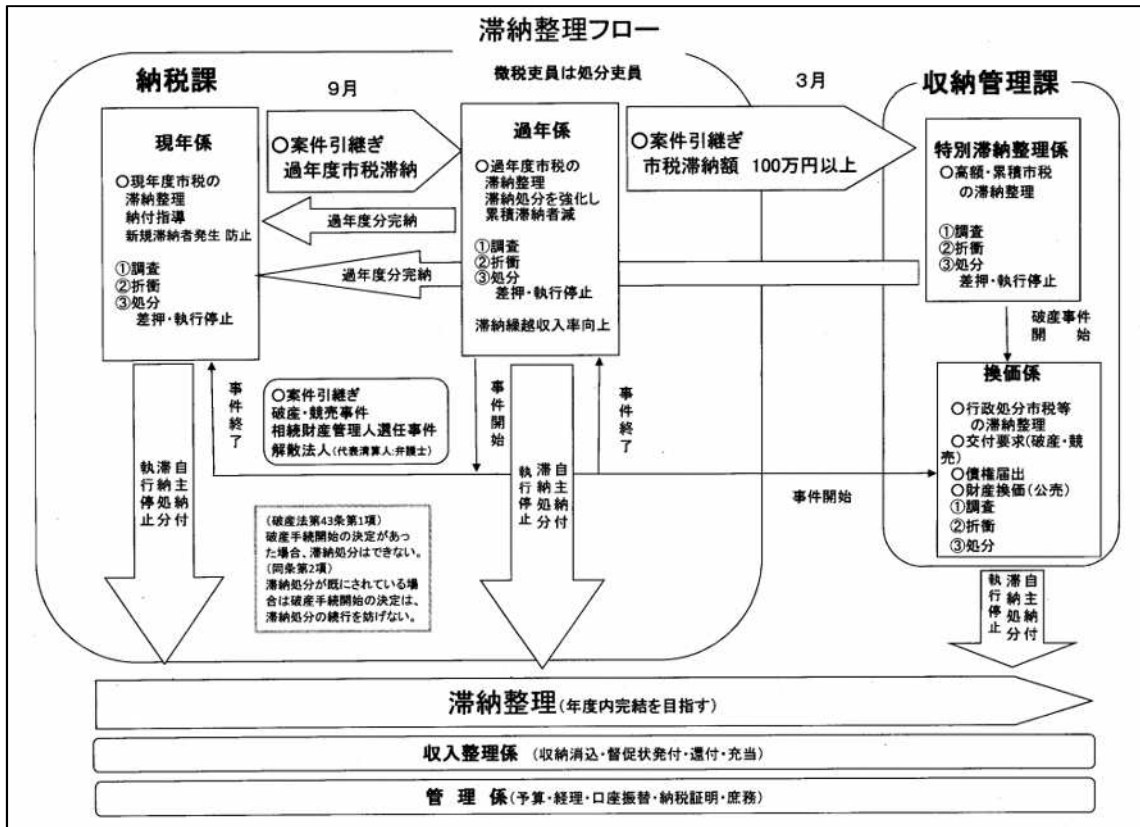 滞納整理フロー
納税課
徴税吏員は処分吏員
9月
3月
収納管理課
現年係
○現年度市税の
滞納整理
納付指導
新規滞納者発生 防止
①調査
②折衝
③処分
差押・執行停止
○案件引継ぎ
過年度市税滞納
過年度分完納
過年度分完納
過年係
○過年度市税の
滞納整理
滞納処分を強化し
累積滞納者減
①調査
②折衝
③処分
差押・執行停止
滞納繰越収入率向上
○案件引継ぎ
市税滞納額 100万円以上
特別滞納整理係
○高額・累積市税
の滞納整理
①調査
②折衝
③処分
差押・執行停止
破産事件
開 始
換価係
○行政処分市税等
の滞納整理
○交付要求(破産・競
売)
○債権届出
○財産換価(公売)
①調査
②折衝
③処分
事件終了
○案件引継ぎ
破産・競売事件
相続財産管理人選任事件
解散法人(代表清算人:弁護士)
事件開始
事件終了
事件開始
自主納付
滞納処分
執行停止
(破産法第43条第1項)
破産手続開始の決定があっ
た場合、滞納処分はできない。
(同条第2項)
滞納処分が既にされている場
合は破産手続開始の決定は、
滞納処分の続行を妨げない。
自主納付
滞納処分
執行停止
自主納付
滞納処分
執行停止
滞納整理(年度内完結を目指す)
収入整理係 (収納消込・督促状発付・還付・充当)
管 理 係(予算・経理・口座振替・納税証明・庶務)